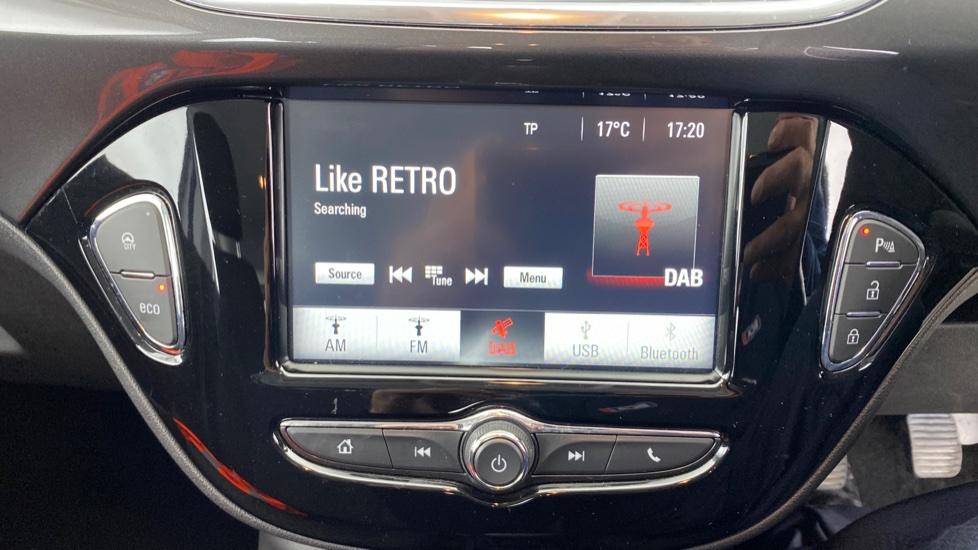 TP 17°C 17:20
Like RETRO
Searching
Source Tune Menu
DAB
AM FM DAB USB Bluetooth
CITY
eco
P